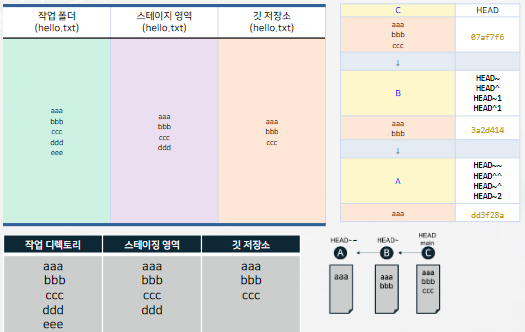 작업 폴더
(hello.txt)
스테이지 영역
(hello.txt)
깃 저장소
(hello.txt)
aaa
bbb
ccc
ddd
eee
aaa
bbb
ccc
ddd
aaa
bbb
ccc
C
HEAD
aaa
bbb
ccc
07af7f6
↓
B
HEAD~
HEAD^
HEAD~1
HEAD^1
aaa
bbb
3a2d414
↓
A
HEAD~~
HEAD^^
HEAD~^
HEAD~2
aaa
dd3f28a
작업 디렉토리
스테이징 영역
깃 저장소
aaa
bbb
ccc
ddd
eee
aaa
bbb
ccc
ddd
aaa
bbb
ccc
HEAD~~
HEAD~
HEAD
main
A
B
C
aaa
aaa
bbb
aaa
bbb
ccc